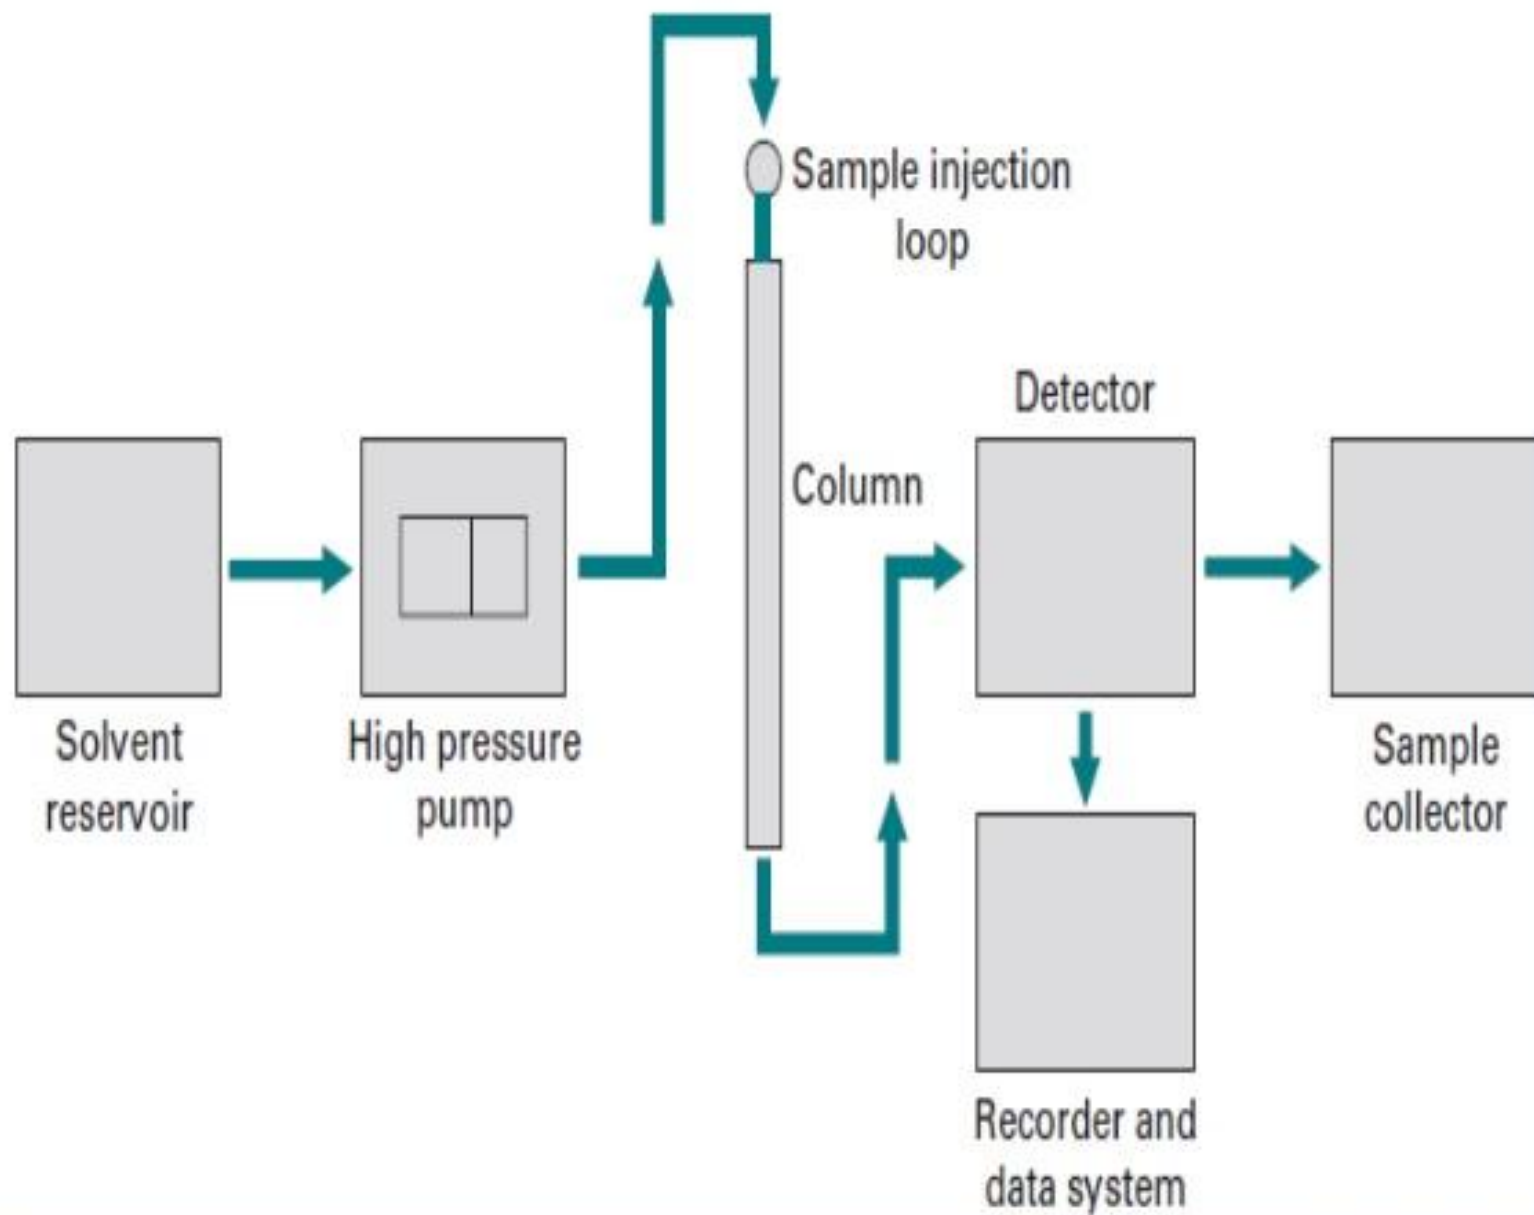 Sample injection
loop
Detector
Column
Solvent
reservoir
High pressure
pump
Sample
collector
Recorder and
data system